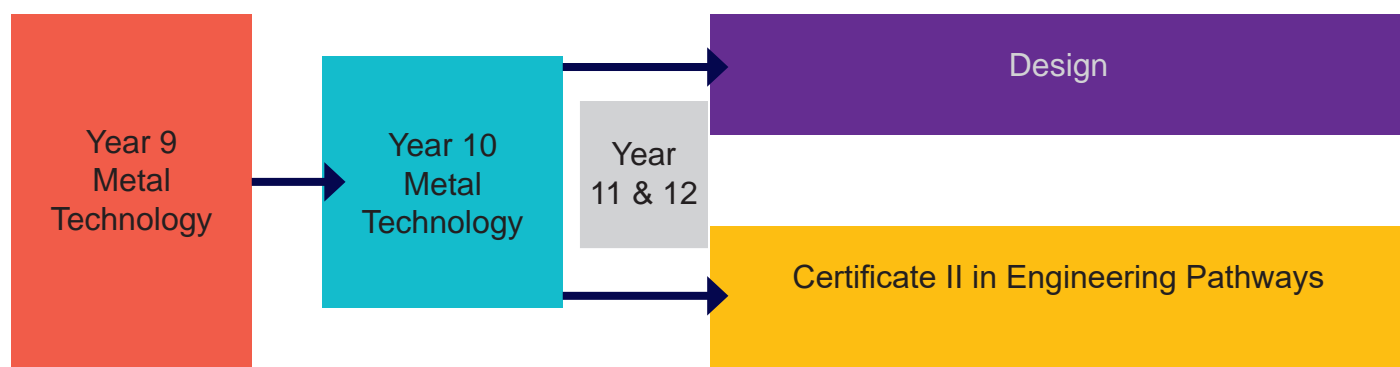 Year 9
Metal
Technology
Year 10
Metal
Technology
Year
11 & 12
Design
Certificate II in Engineering Pathways